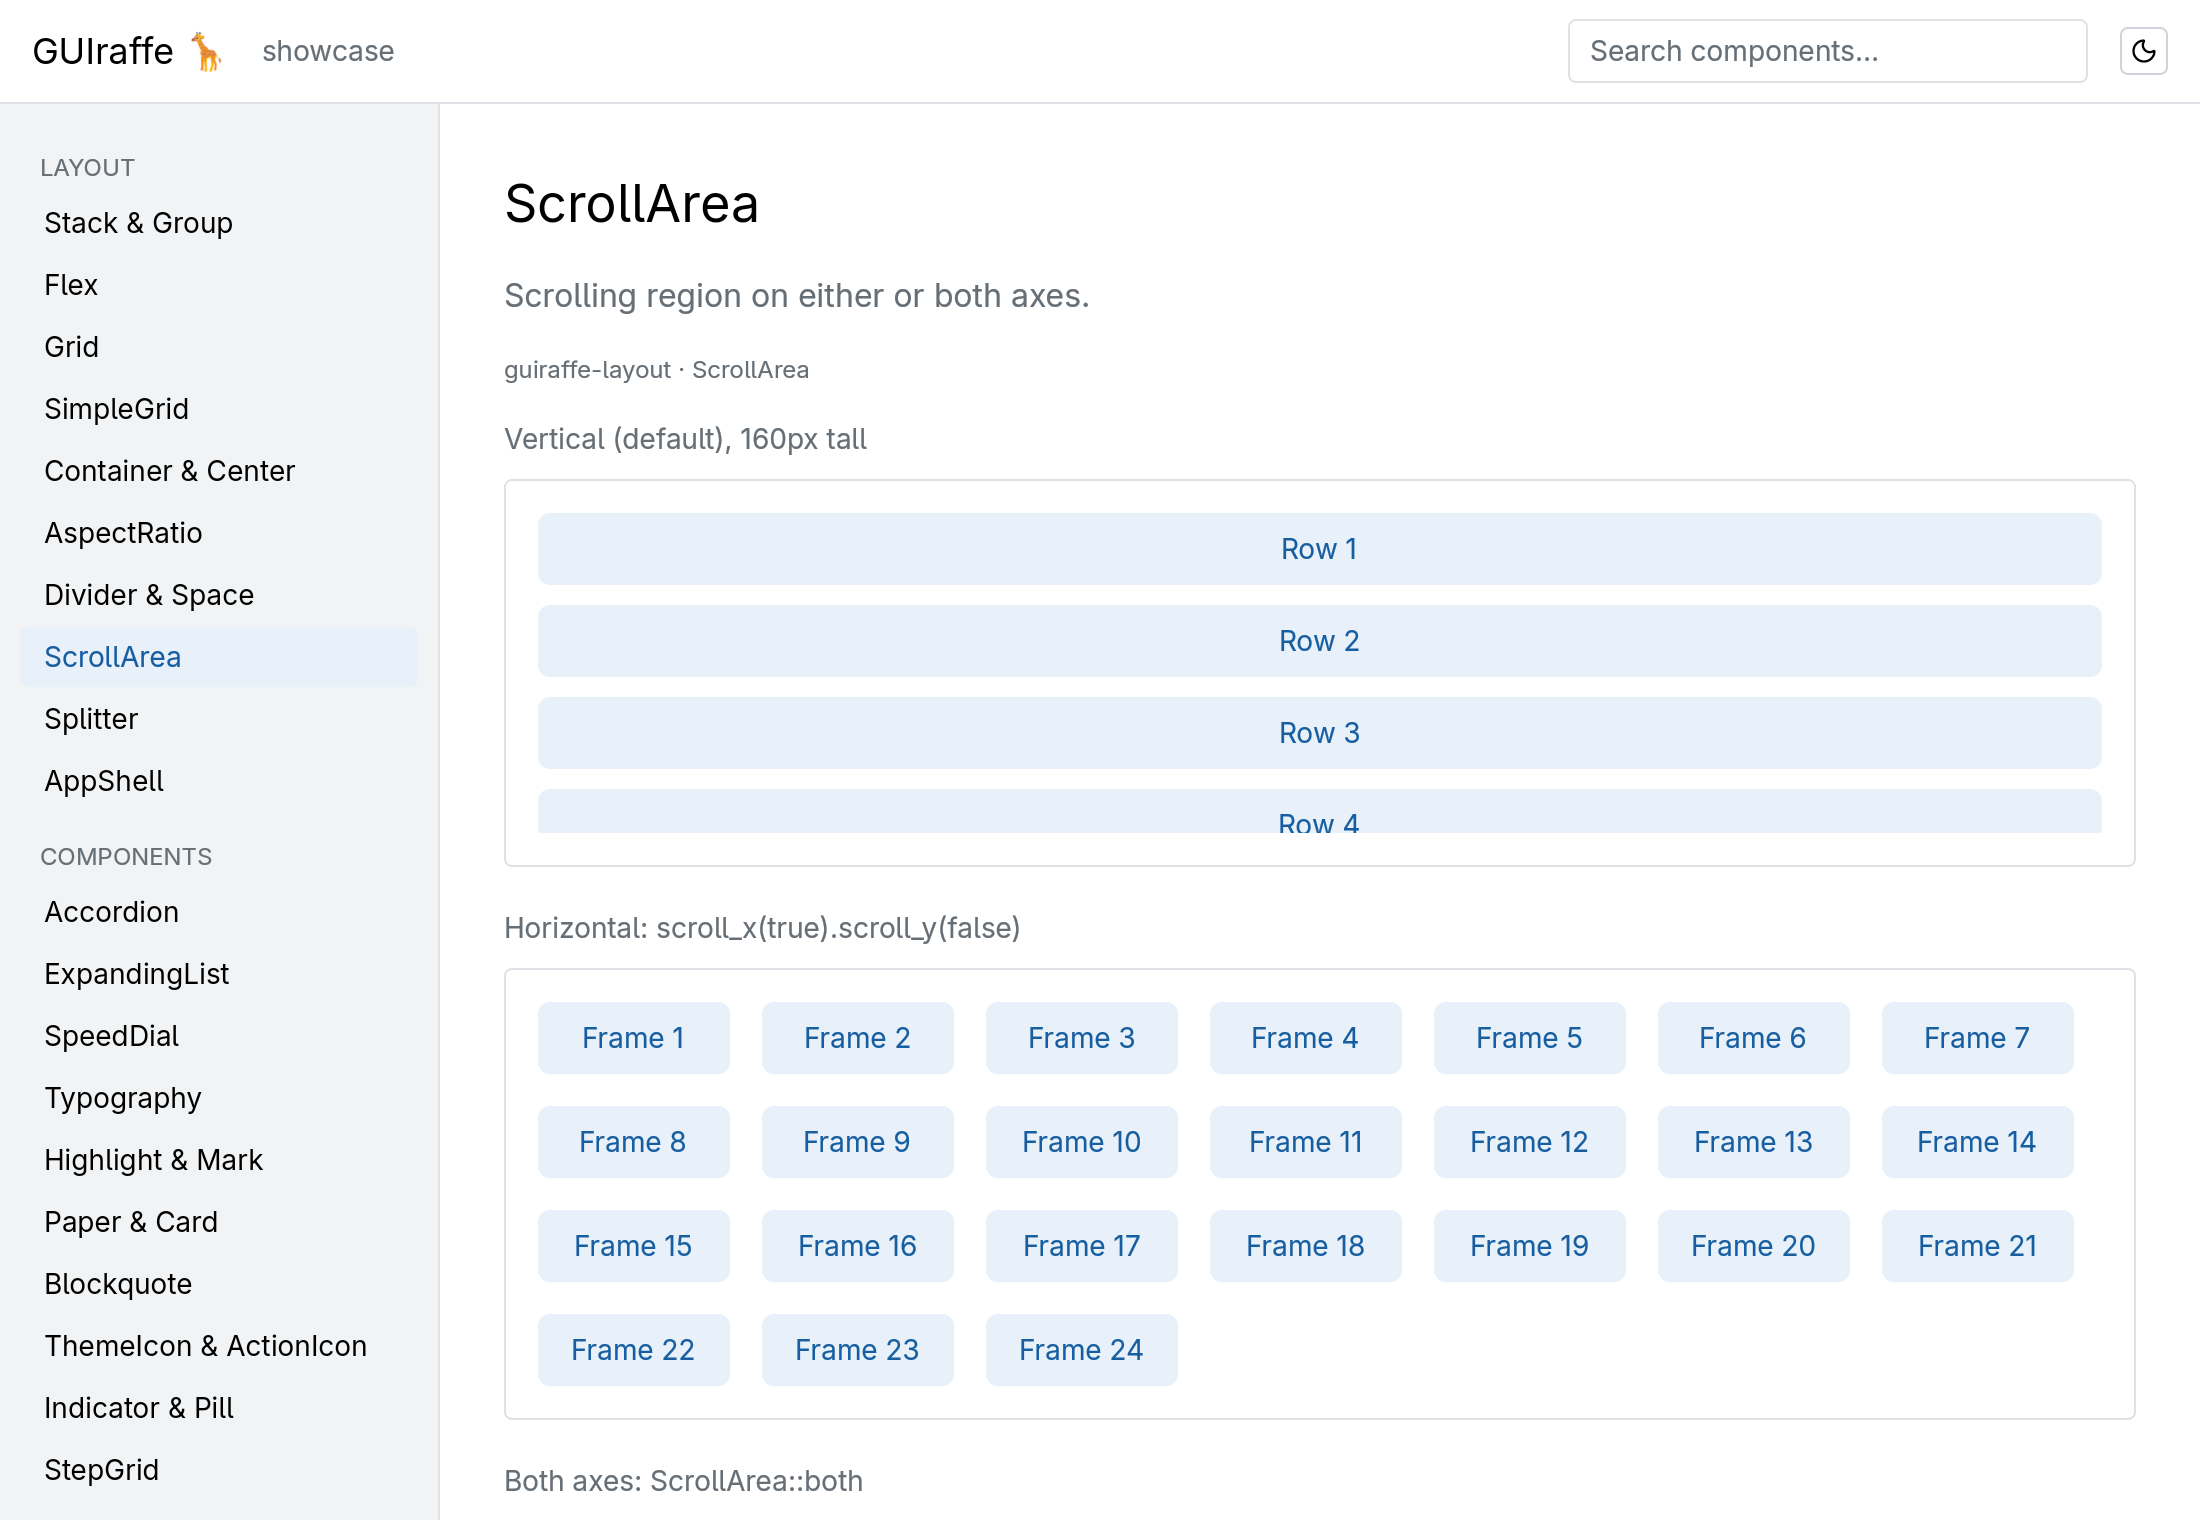 GUIraffe 🦒 showcase Search components...
LAYOUT
Stack & Group
Flex
Grid
SimpleGrid
Container & Center
AspectRatio
Divider & Space
ScrollArea
Splitter
AppShell
COMPONENTS
Accordion
ExpandingList
SpeedDial
Typography
Highlight & Mark
Paper & Card
Blockquote
ThemeIcon & ActionIcon
Indicator & Pill
StepGrid
ScrollArea
Scrolling region on either or both axes.
guiraffe-layout · ScrollArea
Vertical (default), 160px tall
Row 1
Row 2
Row 3
Row 4
Horizontal: scroll_x(true).scroll_y(false)
Frame 1 Frame 2 Frame 3 Frame 4 Frame 5 Frame 6 Frame 7
Frame 8 Frame 9 Frame 10 Frame 11 Frame 12 Frame 13 Frame 14
Frame 15 Frame 16 Frame 17 Frame 18 Frame 19 Frame 20 Frame 21
Frame 22 Frame 23 Frame 24
Both axes: ScrollArea::both